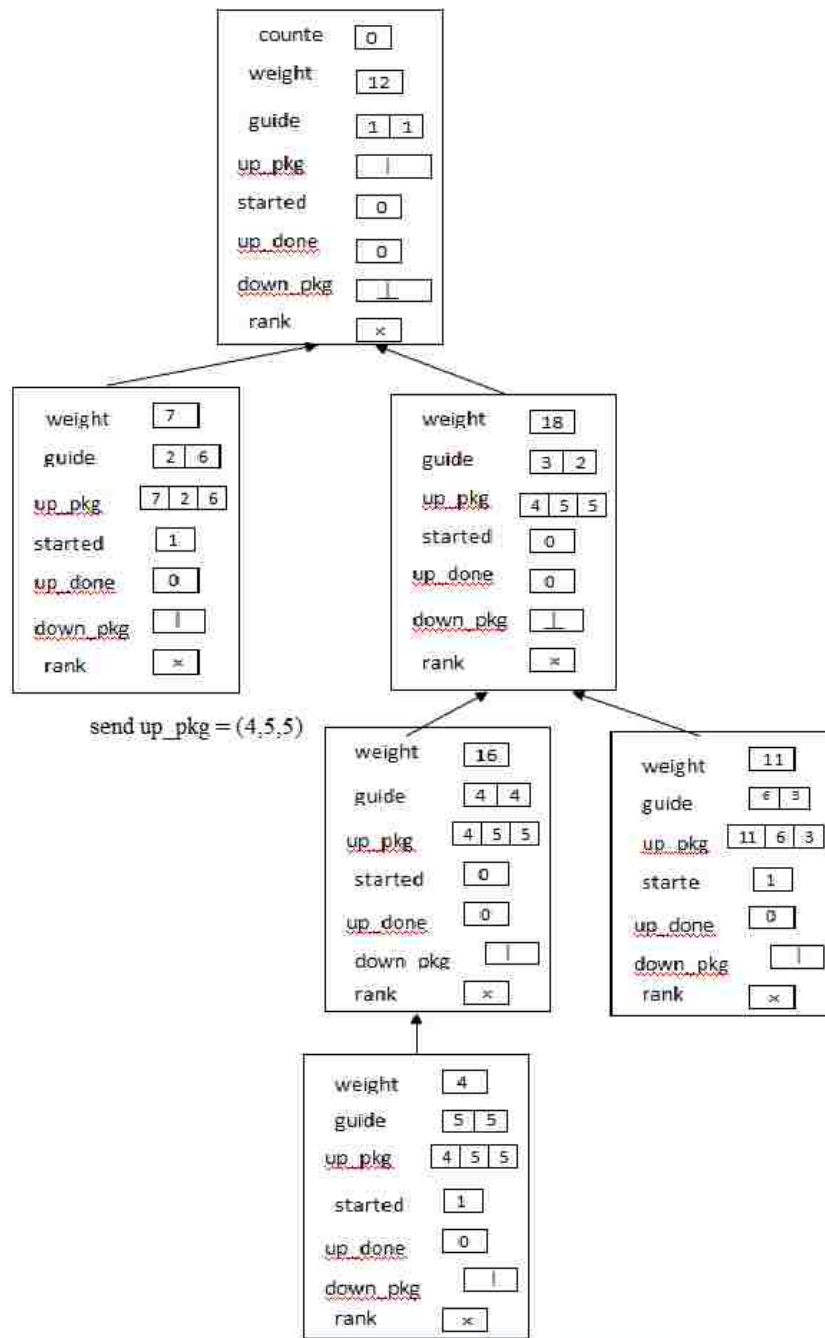 counte 0
weight 12
guide 1 1
up_pkg
started 0
up_done 0
down_pkg ⊥
rank ×
weight 7
guide 2 6
up_pkg 7 2 6
started 1
up_done 0
down_pkg
rank ×
weight 18
guide 3 2
up_pkg 4 5 5
started 0
up_done 0
down_pkg ⊥
rank ×
send up_pkg = (4,5,5)
weight 16
guide 4 4
up_pkg 4 5 5
started 0
up_done 0
down pkg
rank ×
weight 11
guide 6 3
up_pkg 11 6 3
starte 1
up_done 0
down_pkg
rank ×
weight 4
guide 5 5
up_pkg 4 5 5
started 1
up_done 0
down_pkg
rank ×